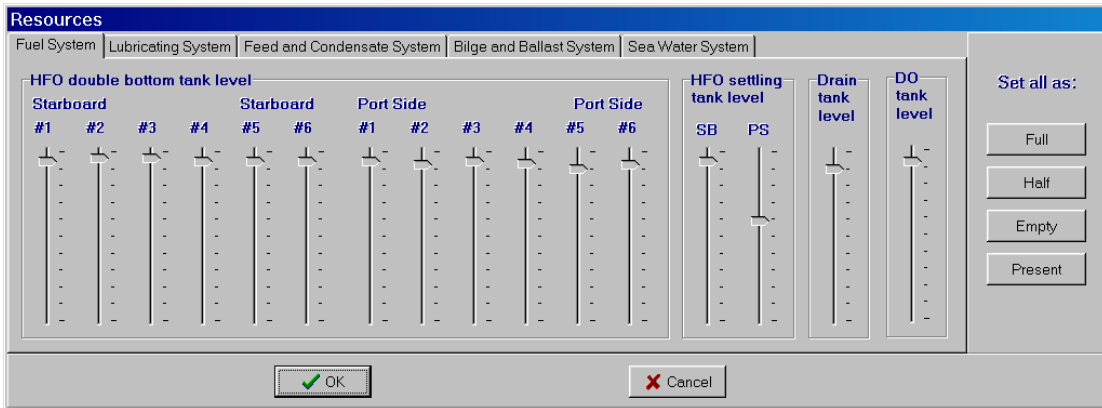 Resources
Fuel System Lubricating System Feed and Condensate System Bilge and Ballast System Sea Water System
HFO double bottom tank level
Starboard Starboard Port Side Port Side
#1 #2 #3 #4 #5 #6 #1 #2 #3 #4 #5 #6
HFO settling
tank level
SB PS
Drain
tank
level
DO
tank
level
Set all as:
Full
Half
Empty
Present
OK Cancel